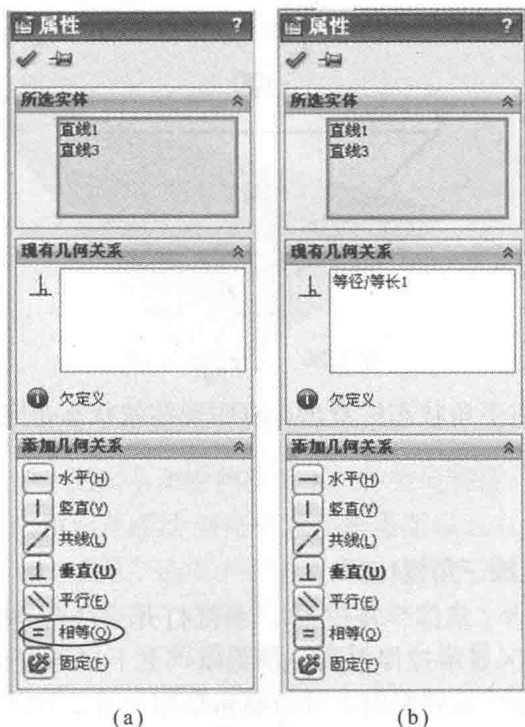 属性 ?
所选实体
直线1
直线3
现有几何关系
欠定义
添加几何关系
水平(H)
竖直(V)
共线(L)
垂直(U)
平行(E)
相等(Q)
固定(F)
(a)
属性 ?
所选实体
直线1
直线3
现有几何关系
等径/等长1
欠定义
添加几何关系
水平(H)
竖直(V)
共线(L)
垂直(U)
平行(E)
相等(Q)
固定(F)
(b)